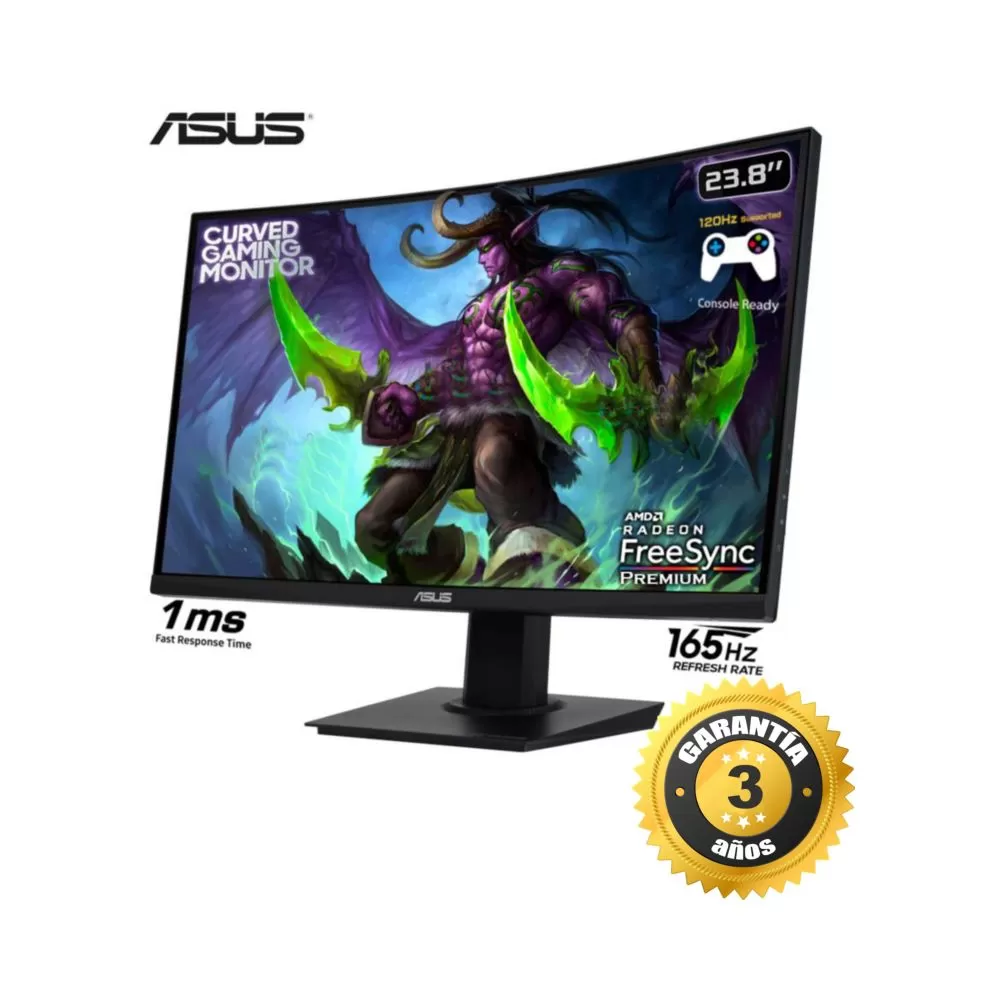 ASUS
23.8"
120Hz Supported
CURVED
GAMING
MONITOR
Console Ready
AMD
RADEON
FreeSync
PREMIUM
ASUS
1ms
Fast Response Time
165Hz
REFRESH RATE
GARANTÍA
3
años